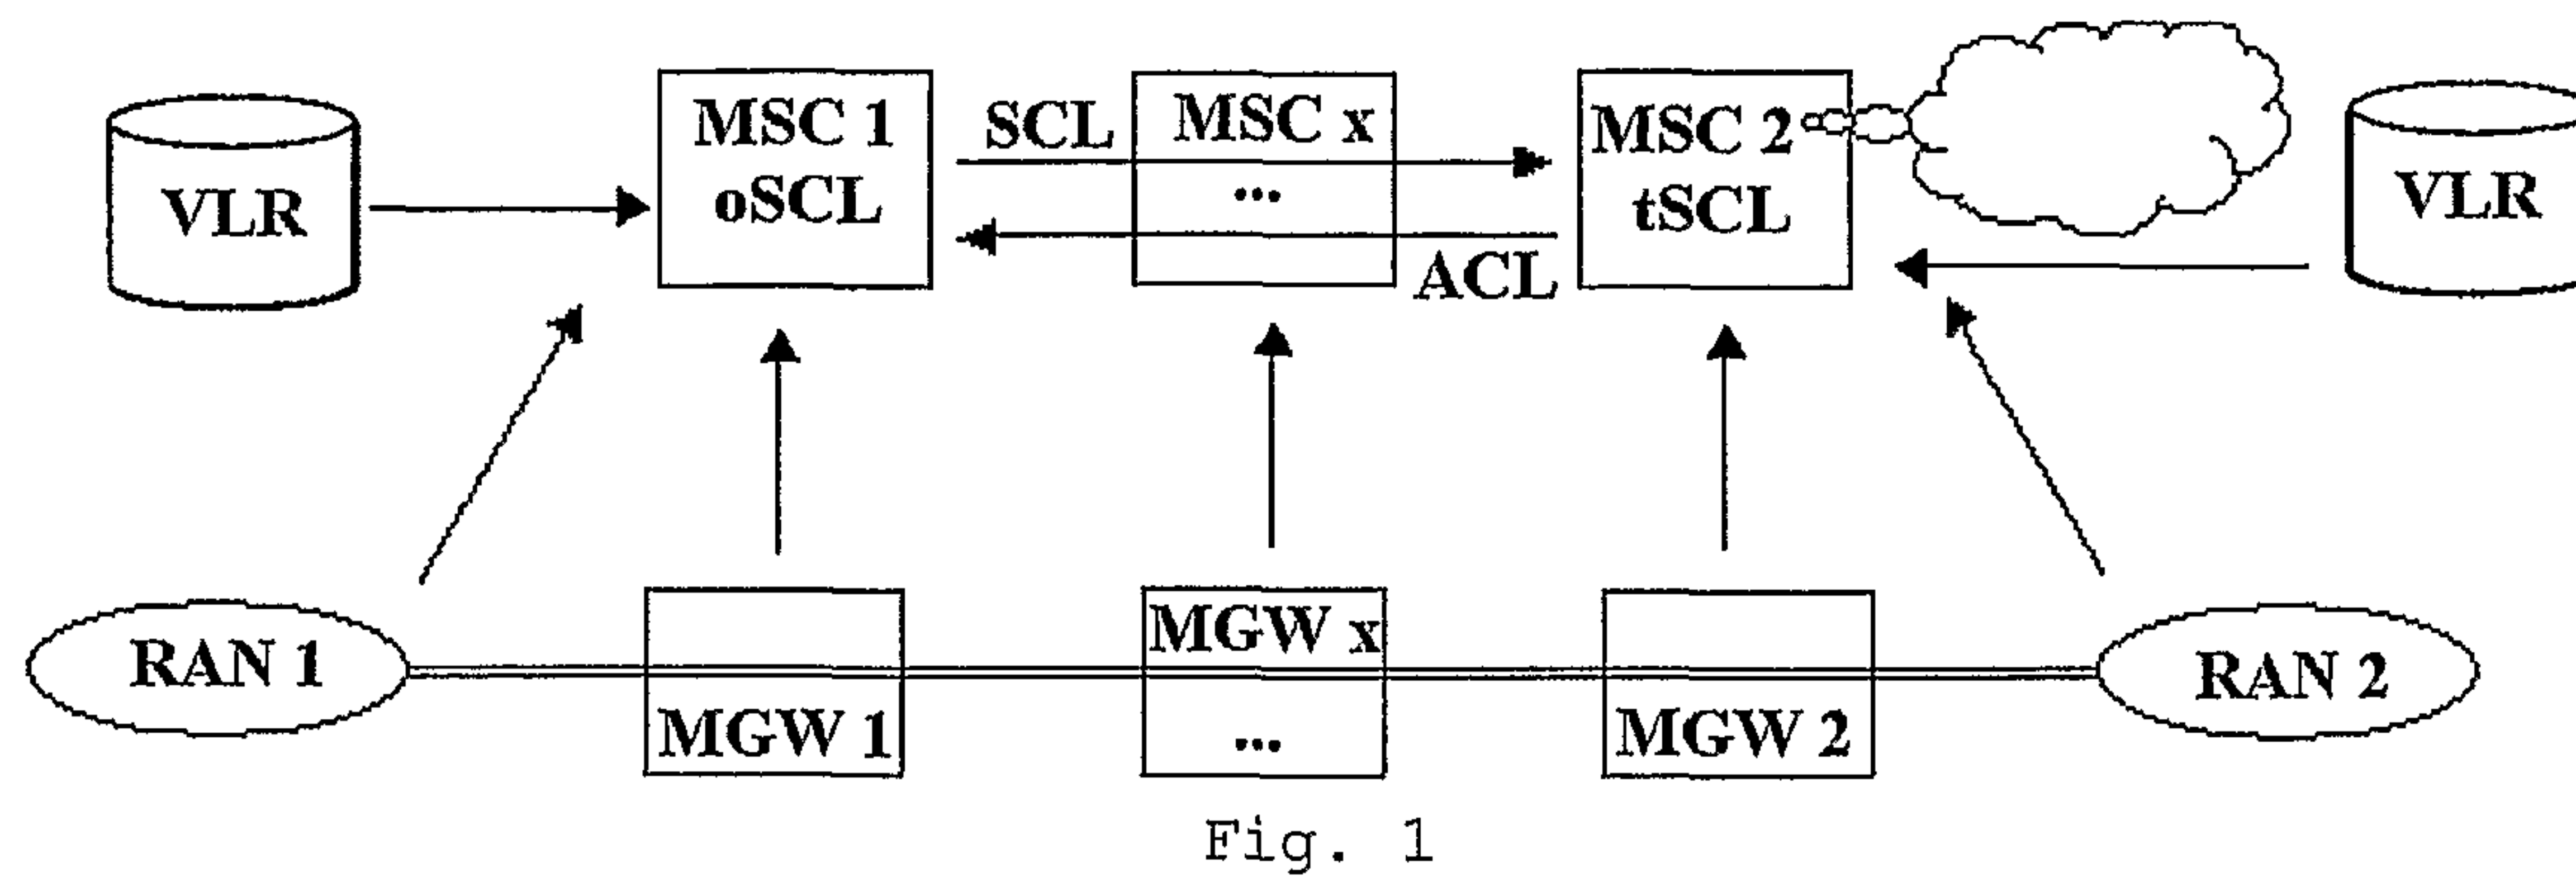 VLR
MSC 1
oSCL
SCL
MSC x
...
ACL
MSC 2
tSCL
VLR
RAN 1
MGW 1
MGW x
...
MGW 2
RAN 2
Fig. 1